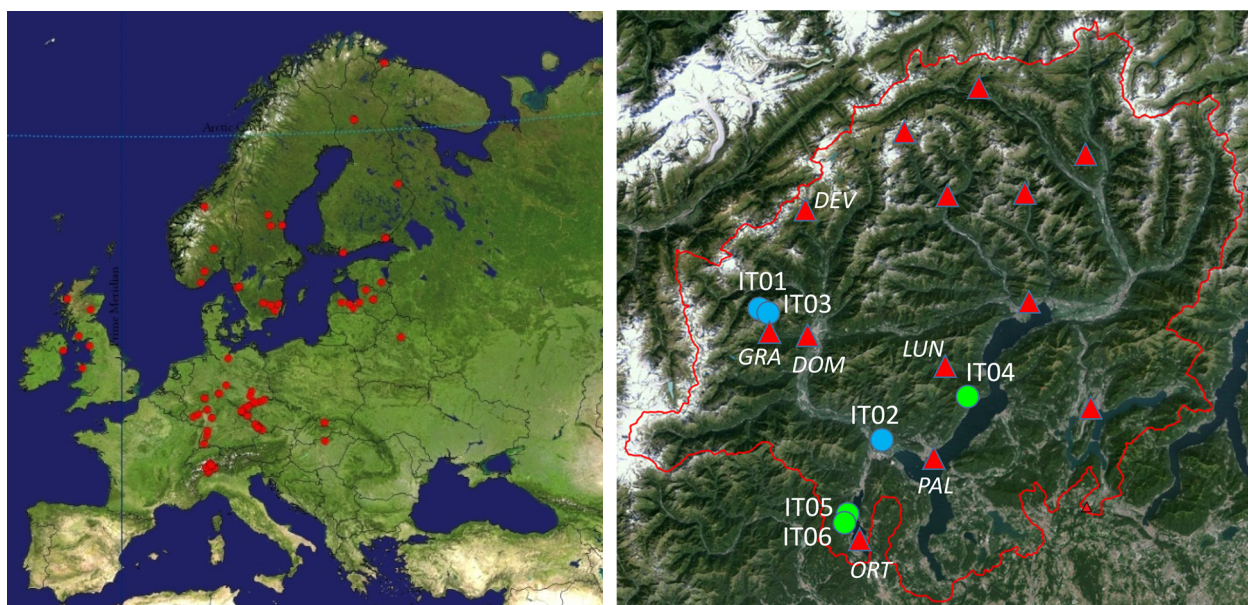 Arctic
Prime Meridian
DEV
IT01
IT03
GRA
DOM
LUN
IT04
IT02
PAL
IT05
IT06
ORT